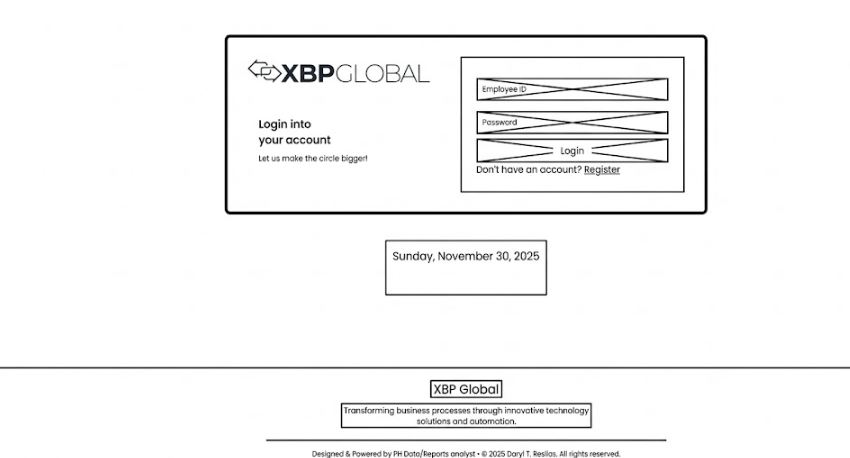 XBPGLOBAL
Login into
your account
Let us make the circle bigger!
Employee ID
Password
Login
Don't have an account? Register
Sunday, November 30, 2025
XBP Global
Transforming business processes through innovative technology
solutions and automation.
Designed & Powered by PH Data/Reports analyst • © 2025 Daryl T. Resilas. All rights reserved.